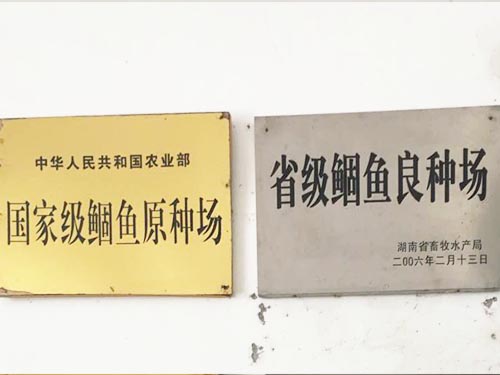 中华人民共和国农业部
国家级鲴鱼原种场
省级鲴鱼良种场
湖南省畜牧水产局
二00六年二月十三日